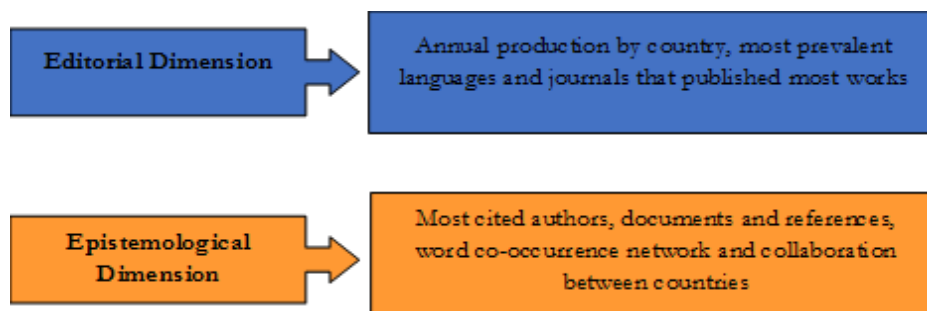 Editorial Dimension
Annual production by country, most prevalent
languages and journals that published most works
Epistemological
Dimension
Most cited authors, documents and references,
word co-occurrence network and collaboration
between countries